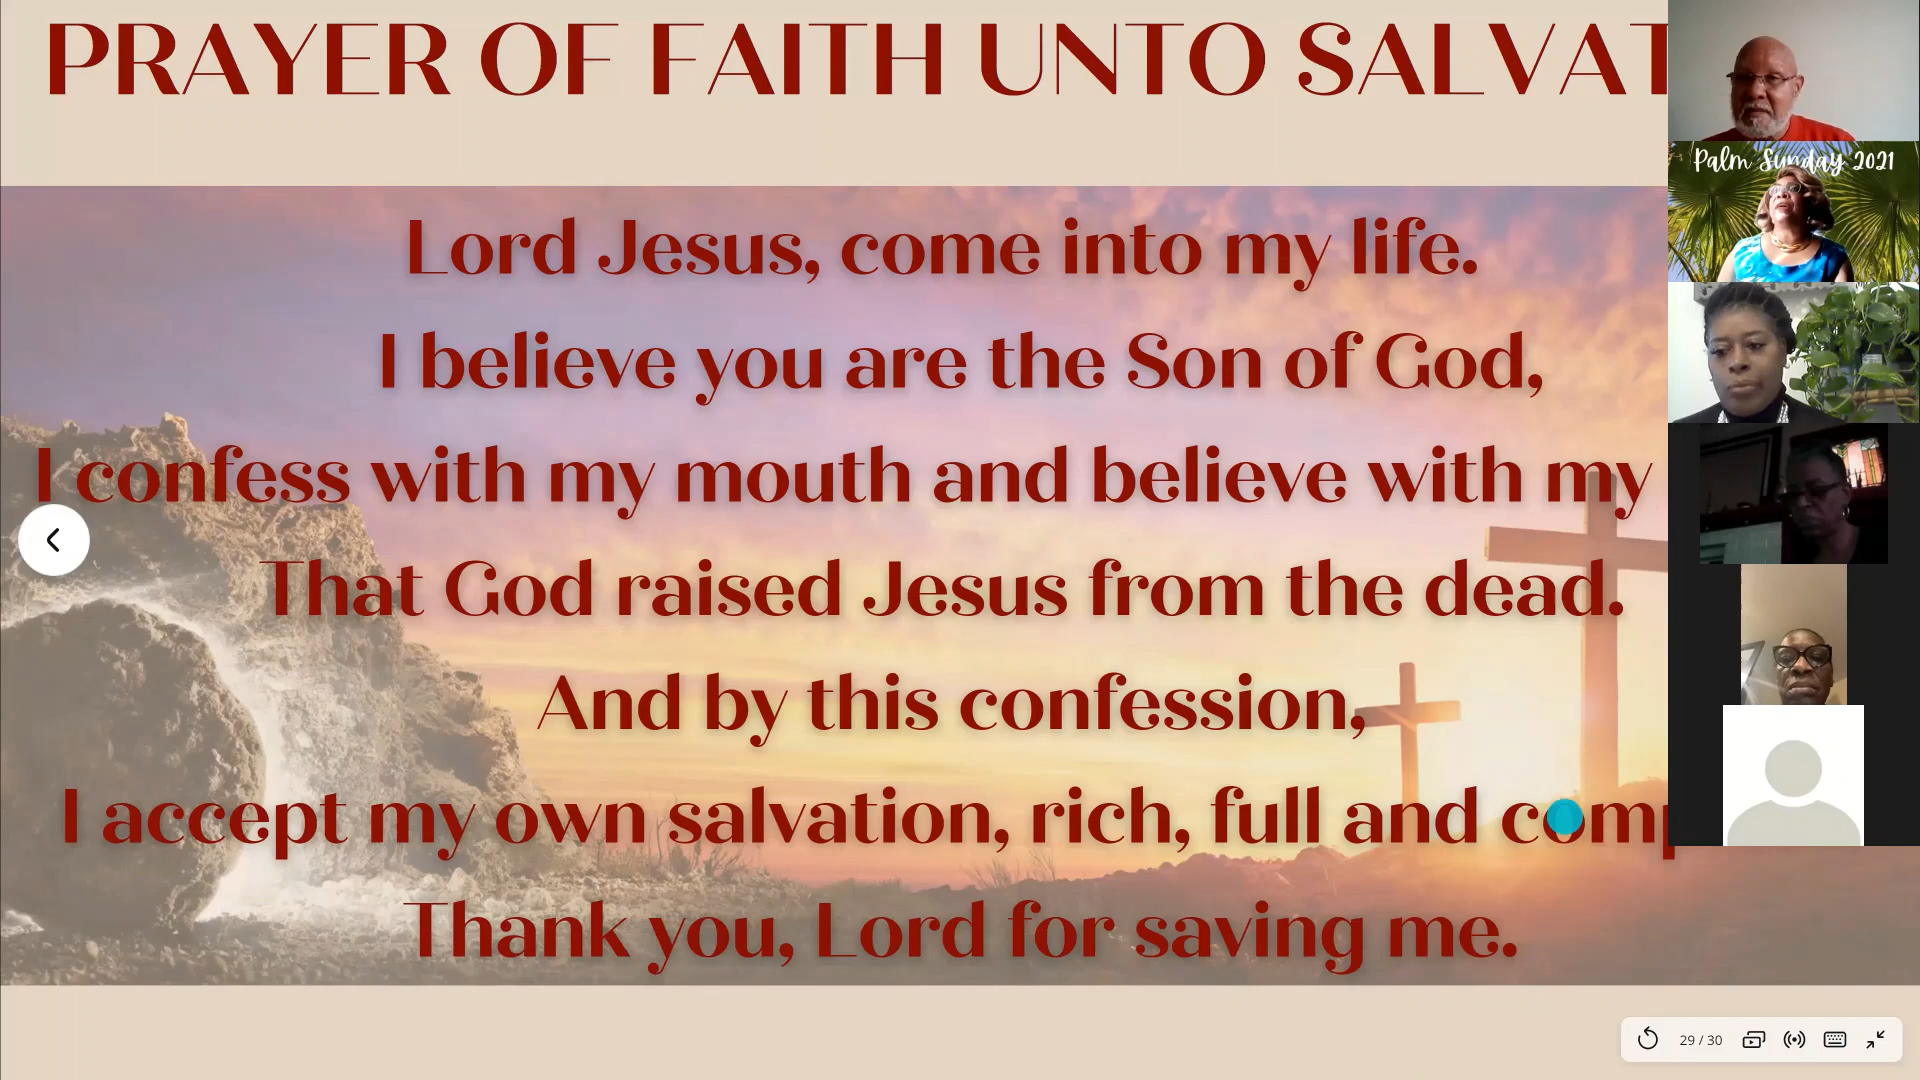 PRAYER OF FAITH UNTO SALVAT
Palm Sunday 2021
Lord Jesus, come into my life.
I believe you are the Son of God,
I confess with my mouth and believe with my
That God raised Jesus from the dead.
And by this confession,
I accept my own salvation, rich, full and comp
Thank you, Lord for saving me.
29 / 30